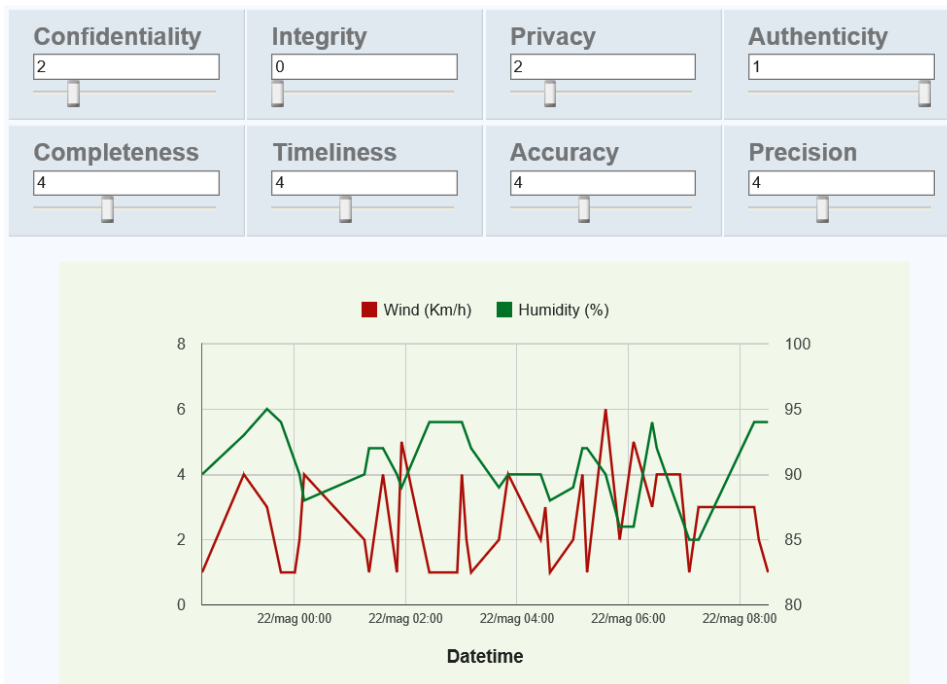 Confidentiality Integrity Privacy Authenticity
2 0 2 1
Completeness Timeliness Accuracy Precision
4 4 4 4
Wind (Km/h) Humidity (%)
8 100
6 95
4 90
2 85
0 80
22/mag 00:00 22/mag 02:00 22/mag 04:00 22/mag 06:00 22/mag 08:00
Datetime